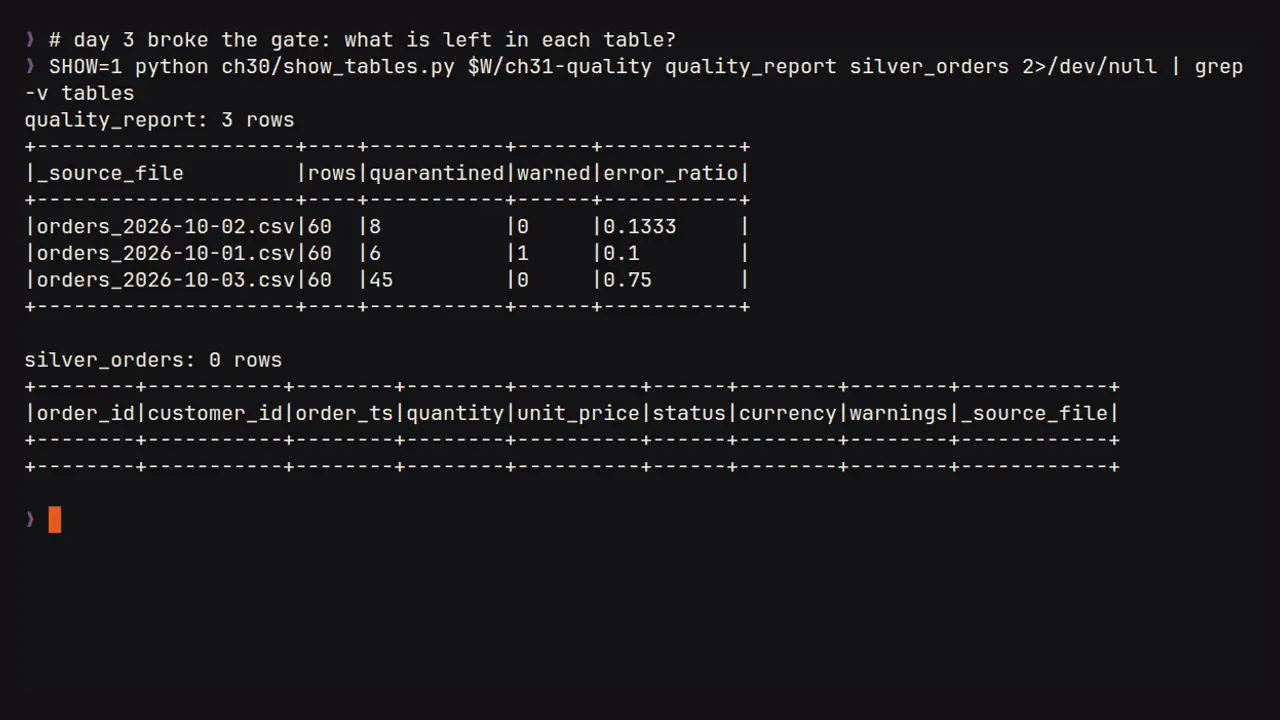 ❯ # day 3 broke the gate: what is left in each table?
❯ SHOW=1 python ch30/show_tables.py $W/ch31-quality quality_report silver_orders 2>/dev/null | grep
-v tables
quality_report: 3 rows
+---------------------+----+-----------+------+-----------+
|_source_file         |rows|quarantined|warned|error_ratio|
+---------------------+----+-----------+------+-----------+
|orders_2026-10-02.csv|60  |8          |0     |0.1333     |
|orders_2026-10-01.csv|60  |6          |1     |0.1        |
|orders_2026-10-03.csv|60  |45         |0     |0.75       |
+---------------------+----+-----------+------+-----------+
silver_orders: 0 rows
+--------+-----------+--------+--------+----------+------+--------+--------+------------+
|order_id|customer_id|order_ts|quantity|unit_price|status|currency|warnings|_source_file|
+--------+-----------+--------+--------+----------+------+--------+--------+------------+
+--------+-----------+--------+--------+----------+------+--------+--------+------------+
❯